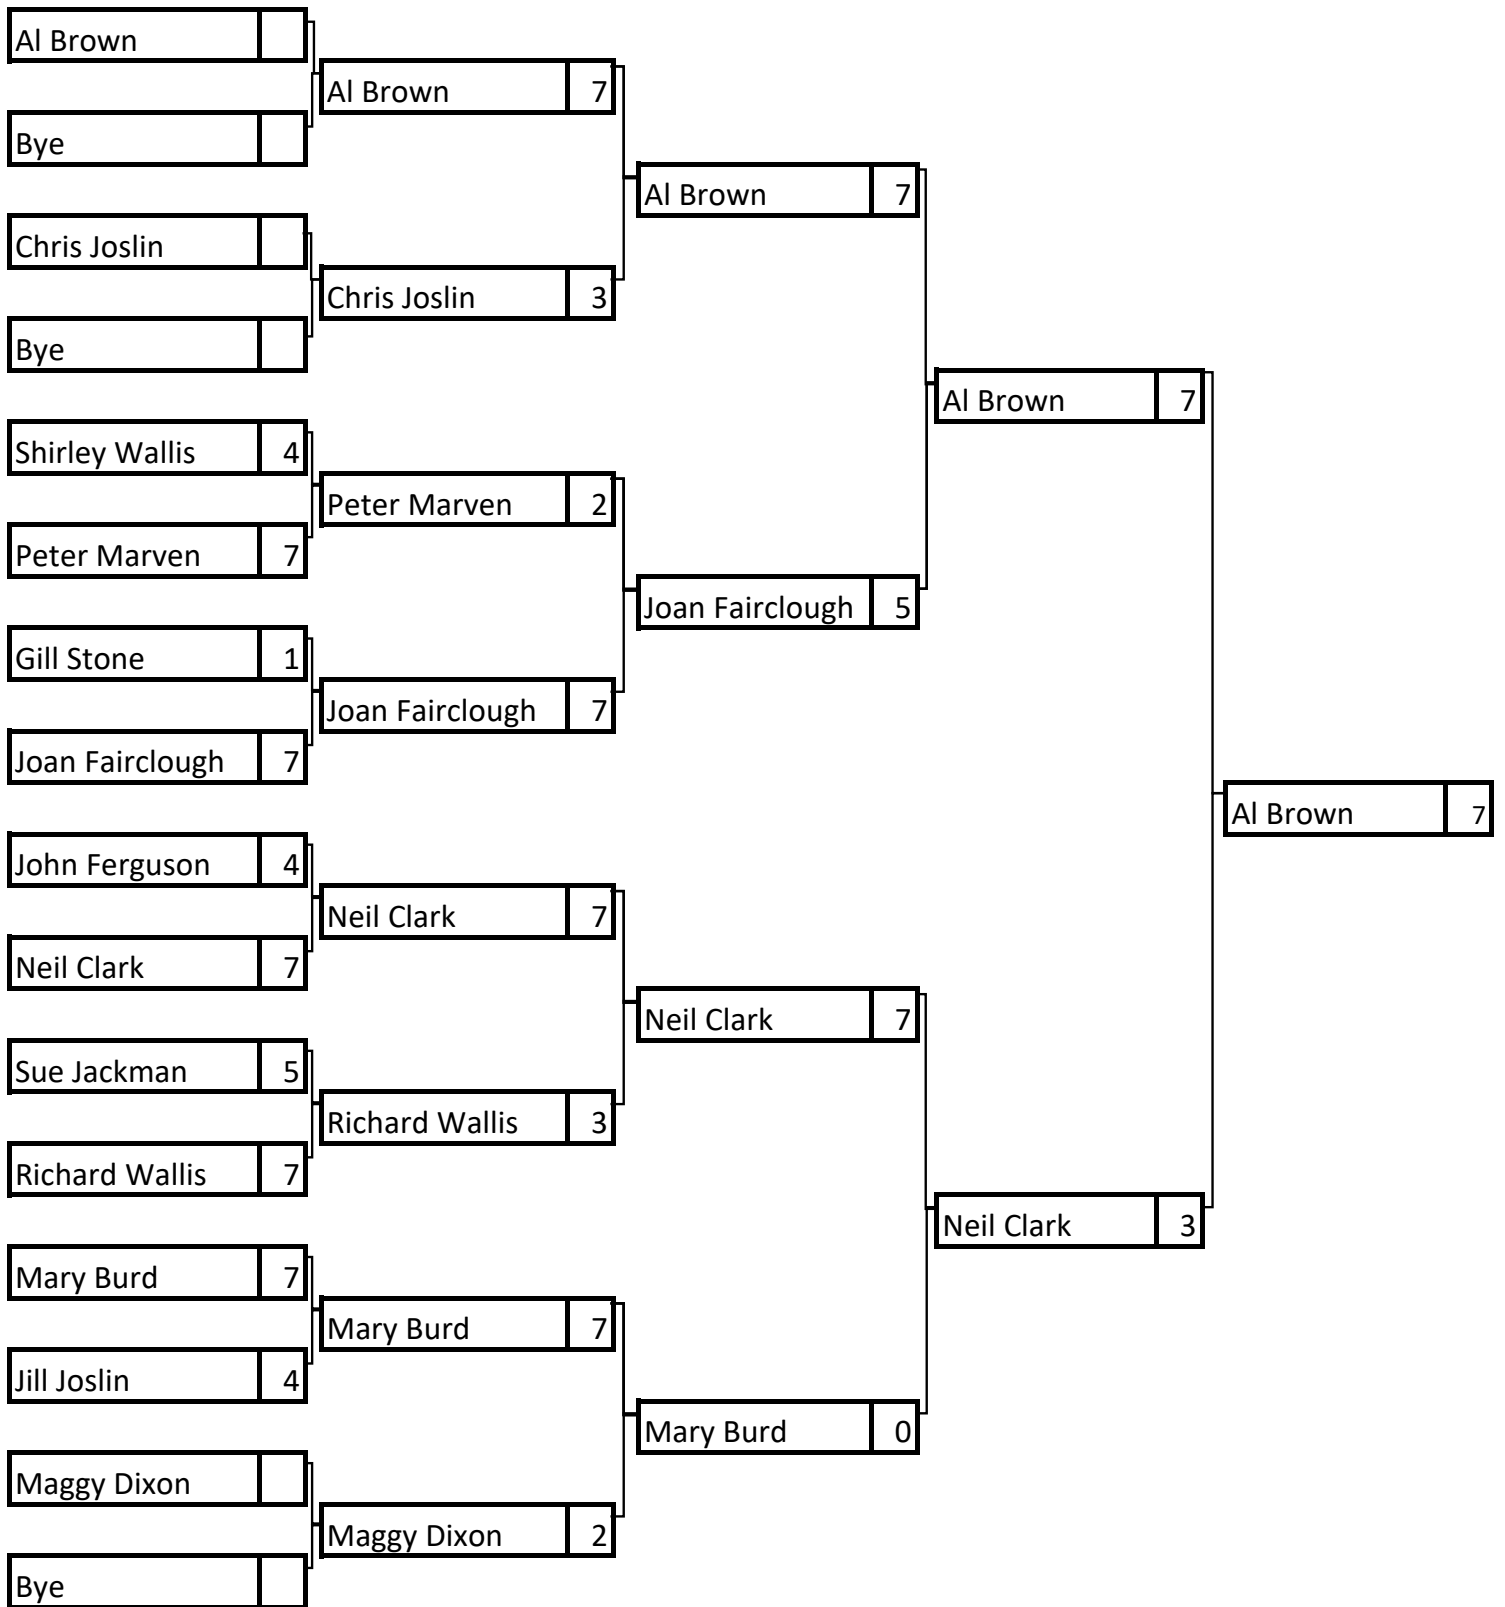 Al Brown
Bye
Chris Joslin
Bye
Shirley Wallis 4
Peter Marven 7
Gill Stone 1
Joan Fairclough 7
John Ferguson 4
Neil Clark 7
Sue Jackman 5
Richard Wallis 7
Mary Burd 7
Jill Joslin 4
Maggy Dixon
Bye
Al Brown 7
Chris Joslin 3
Peter Marven 2
Joan Fairclough 7
Neil Clark 7
Richard Wallis 3
Mary Burd 7
Maggy Dixon 2
Al Brown 7
Joan Fairclough 5
Neil Clark 7
Mary Burd 0
Al Brown 7
Neil Clark 3
Al Brown 7